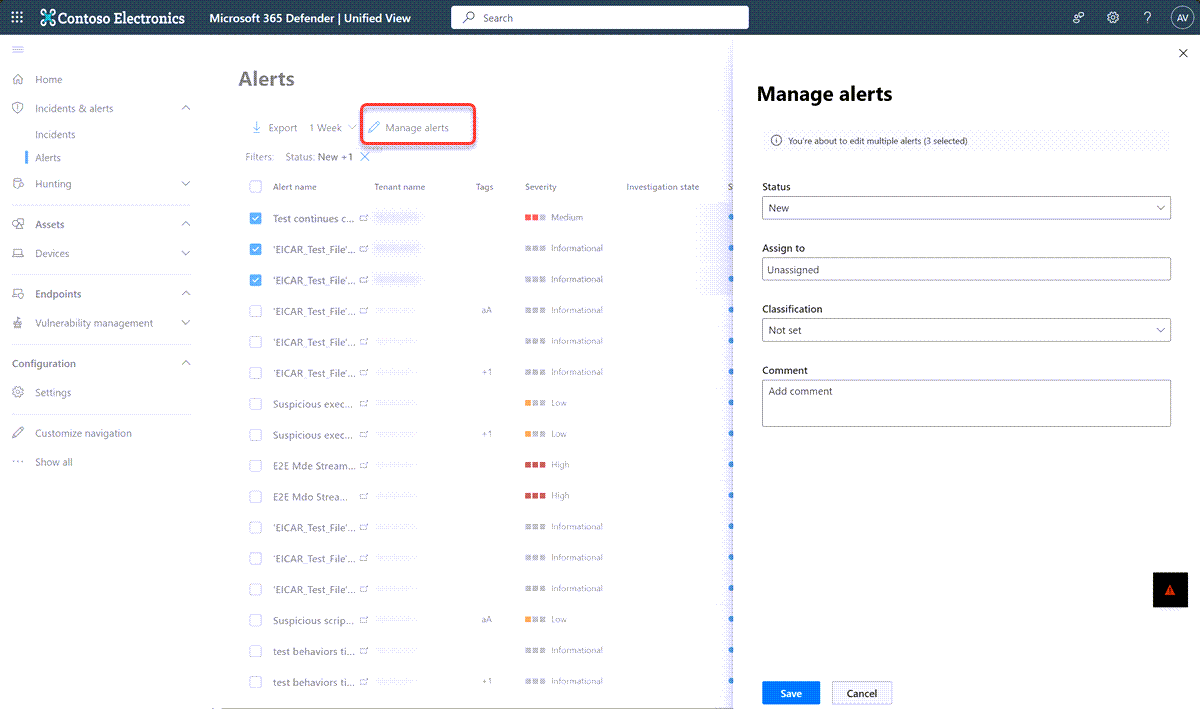 Contoso Electronics Microsoft 365 Defender | Unified View Search AV
Home
Incidents & alerts
Incidents
Alerts
Hunting
Assets
Devices
Endpoints
Vulnerability management
Configuration
Settings
Customize navigation
Show all
Alerts
Export 1 Week Manage alerts
Filters: Status: New +1
Alert name Tenant name Tags Severity Investigation state S
Test continues c... Medium
'EICAR_Test_File'... Informational
'EICAR_Test_File'... Informational
'EICAR_Test_File'... aA Informational
'EICAR_Test_File'... Informational
'EICAR_Test_File'... +1 Informational
Suspicious exec... Low
Suspicious exec... +1 Low
E2E Mde Stream... High
E2E Mdo Strea... High
'EICAR_Test_File'... Informational
'EICAR_Test_File'... Informational
'EICAR_Test_File'... Informational
Suspicious scrip... aA Low
test behaviors ti... Informational
test behaviors ti... +1 Informational
Manage alerts
You're about to edit multiple alerts (3 selected)
Status
New
Assign to
Unassigned
Classification
Not set
Comment
Add comment
Save Cancel